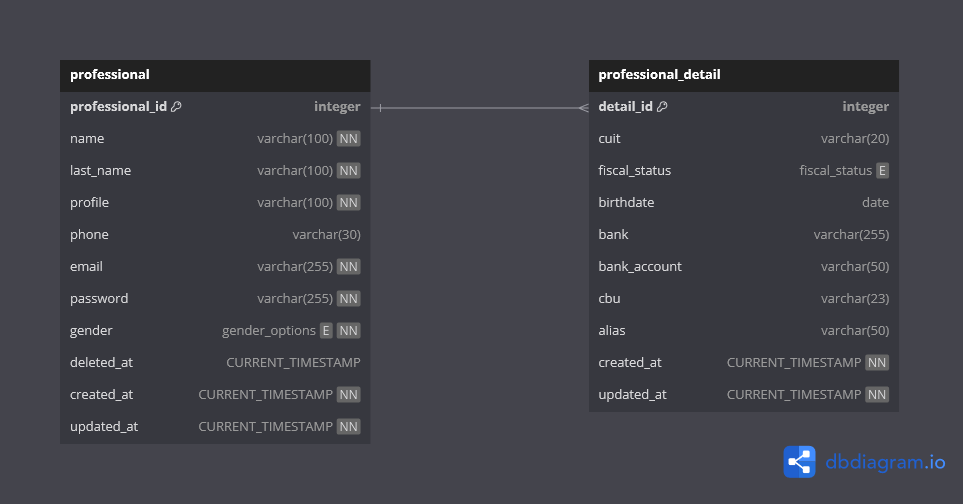 professional
professional_id integer
name varchar(100) NN
last_name varchar(100) NN
profile varchar(100) NN
phone varchar(30)
email varchar(255) NN
password varchar(255) NN
gender gender_options E NN
deleted_at CURRENT_TIMESTAMP
created_at CURRENT_TIMESTAMP NN
updated_at CURRENT_TIMESTAMP NN
professional_detail
detail_id integer
cuit varchar(20)
fiscal_status fiscal_status E
birthdate date
bank varchar(255)
bank_account varchar(50)
cbu varchar(23)
alias varchar(50)
created_at CURRENT_TIMESTAMP NN
updated_at CURRENT_TIMESTAMP NN
dbdiagram.io